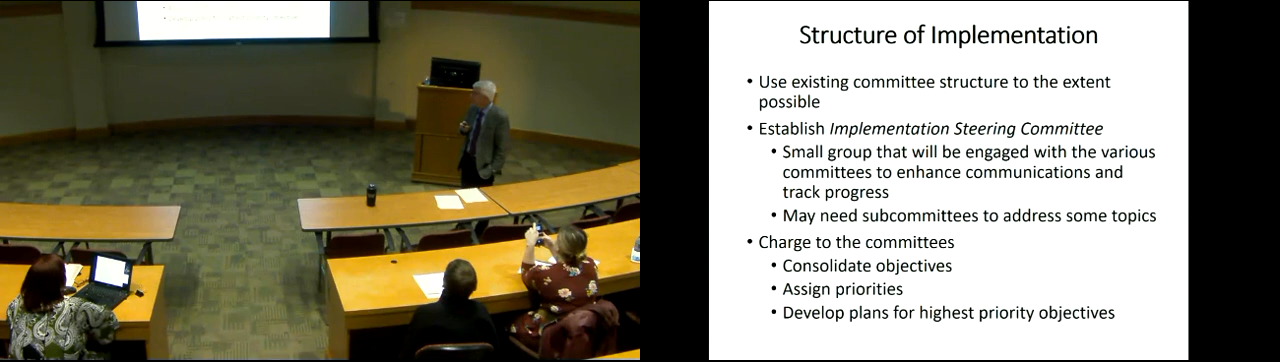 Structure of Implementation
• Use existing committee structure to the extent
possible
• Establish Implementation Steering Committee
• Small group that will be engaged with the various
committees to enhance communications and
track progress
• May need subcommittees to address some topics
• Charge to the committees
• Consolidate objectives
• Assign priorities
• Develop plans for highest priority objectives